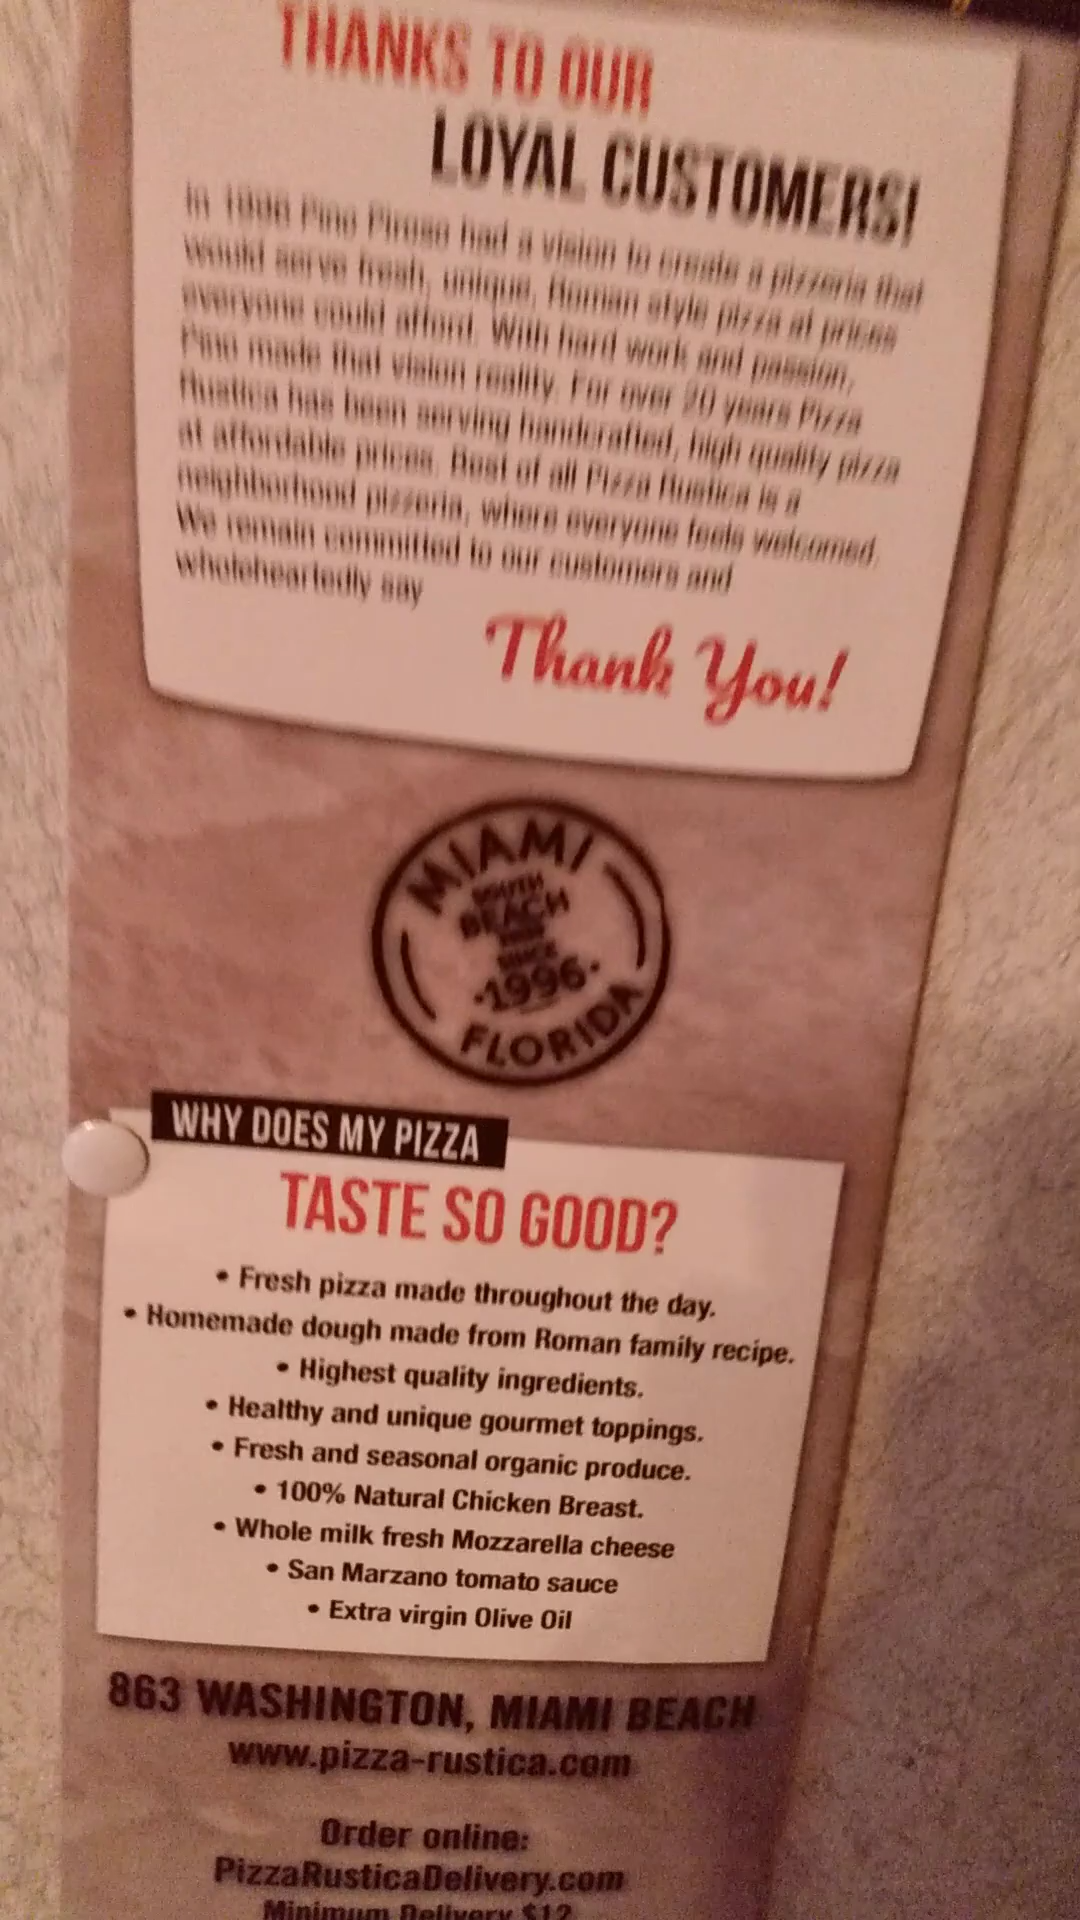 THANKS TO OUR
LOYAL CUSTOMERS!
In 1996 Pino had a vision to create a pizzeria that
would serve fresh, unique, Roman style pizza at prices
everyone could afford. With hard work and passion,
Pino made that vision reality. For over 20 years Pizza
Rustica has been serving handcrafted, high quality pizza
at affordable prices. Best of all Pizza Rustica is a
neighborhood pizzeria, where everyone feels welcomed.
We remain committed to our customers and
wholeheartedly say
Thank You!
MIAMI
SOUTH
BEACH
SINCE
·1996·
FLORIDA
WHY DOES MY PIZZA
TASTE SO GOOD?
• Fresh pizza made throughout the day.
• Homemade dough made from Roman family recipe.
• Highest quality ingredients.
• Healthy and unique gourmet toppings.
• Fresh and seasonal organic produce.
• 100% Natural Chicken Breast.
• Whole milk fresh Mozzarella cheese
• San Marzano tomato sauce
• Extra virgin Olive Oil
863 WASHINGTON, MIAMI BEACH
www.pizza-rustica.com
Order online:
PizzaRusticaDelivery.com
Minimum Delivery $12